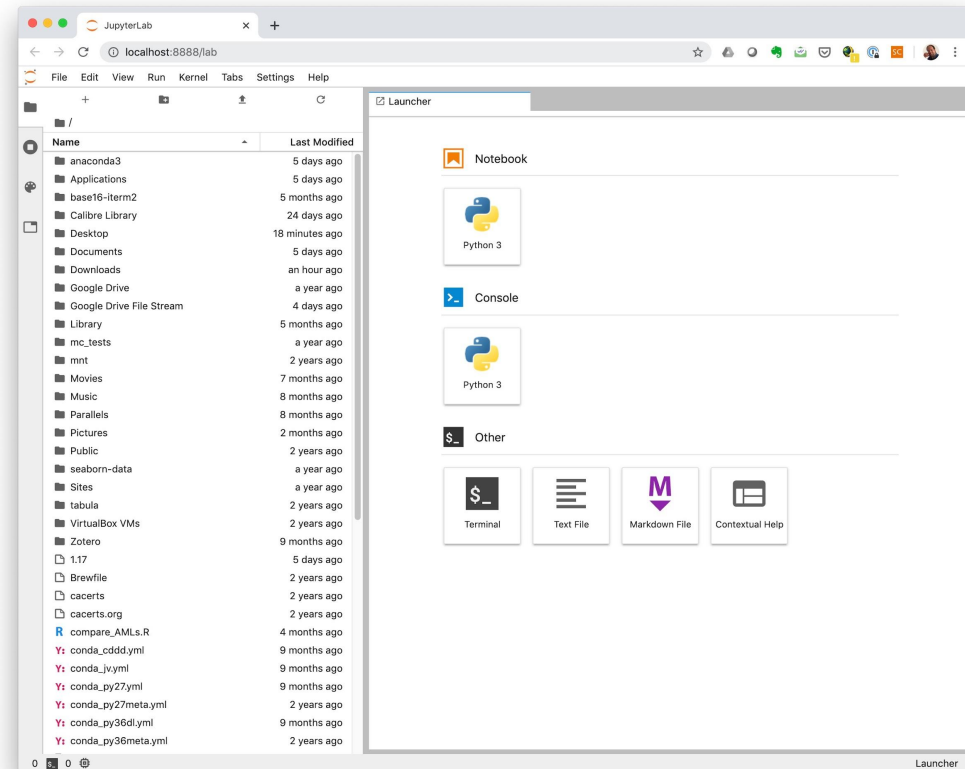 JupyterLab
localhost:8888/lab
SC
File Edit View Run Kernel Tabs Settings Help
/
Name Last Modified
anaconda3 5 days ago
Applications 5 days ago
base16-iterm2 5 months ago
Calibre Library 24 days ago
Desktop 18 minutes ago
Documents 5 days ago
Downloads an hour ago
Google Drive a year ago
Google Drive File Stream 4 days ago
Library 5 months ago
mc_tests a year ago
mnt 2 years ago
Movies 7 months ago
Music 8 months ago
Parallels 8 months ago
Pictures 2 months ago
Public 2 years ago
seaborn-data a year ago
Sites a year ago
tabula 2 years ago
VirtualBox VMs 2 years ago
Zotero 9 months ago
1.17 5 days ago
Brewfile 2 years ago
cacerts 2 years ago
cacerts.org 2 years ago
R compare_AMLs.R 4 months ago
Y: conda_cddd.yml 9 months ago
Y: conda_jv.yml 9 months ago
Y: conda_py27.yml 9 months ago
Y: conda_py27meta.yml 2 years ago
Y: conda_py36dl.yml 9 months ago
Y: conda_py36meta.yml 2 years ago
Launcher
Notebook
Python 3
>_ Console
Python 3
$_ Other
$_ M
Terminal Text File Markdown File Contextual Help
0 $_ 0 Launcher